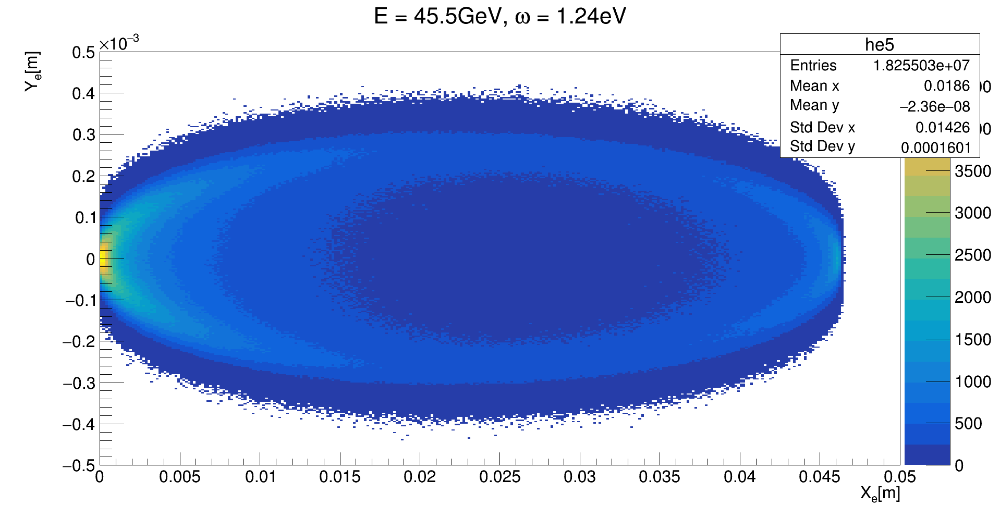 E = 45.5GeV, ω = 1.24eV
×10⁻³
Yₑ[m]
he5
Entries 1.825503e+07
Mean x 0.0186
Mean y −2.36e−08
Std Dev x 0.01426
Std Dev y 0.0001601
0.5
0.4
0.3
0.2
0.1
0
−0.1
−0.2
−0.3
−0.4
−0.5
3500
3000
2500
2000
1500
1000
500
0
0 0.005 0.01 0.015 0.02 0.025 0.03 0.035 0.04 0.045 0.05
Xₑ[m]